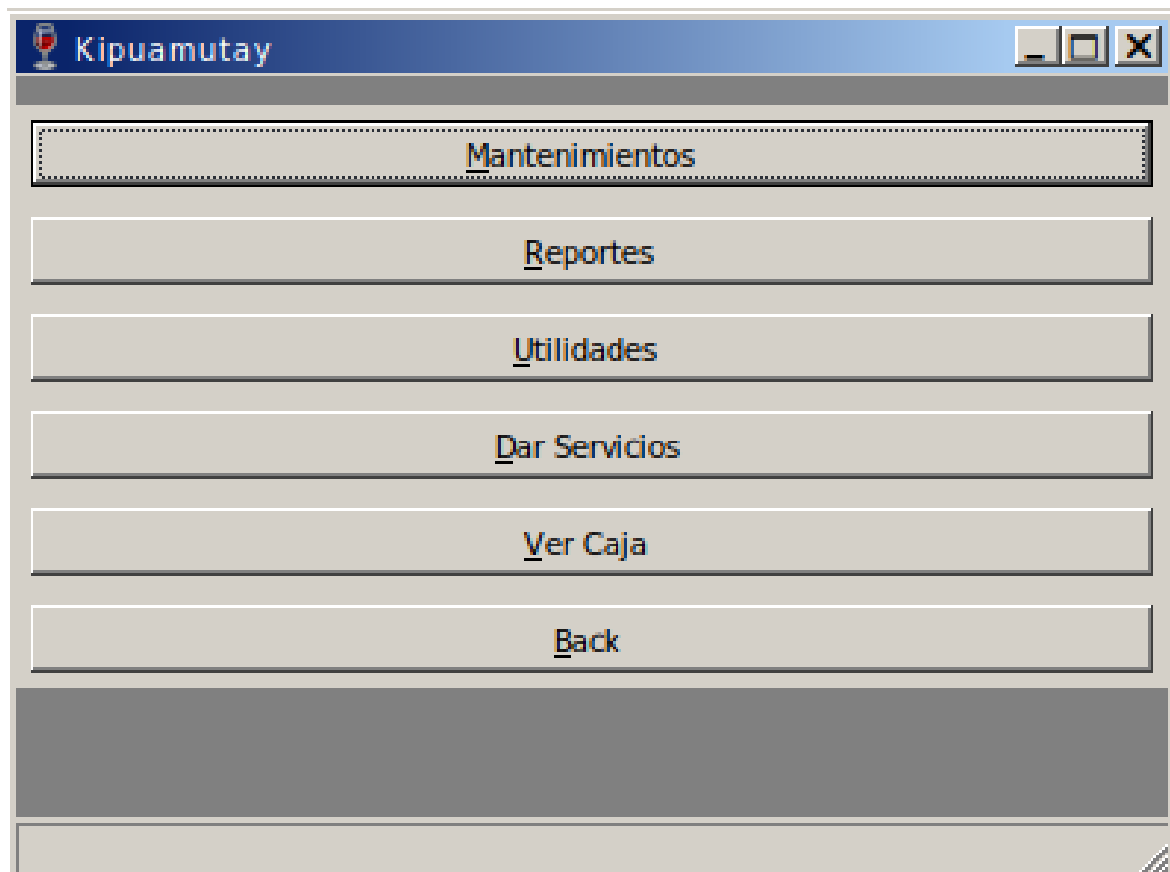 Kipuamutay
Mantenimientos
Reportes
Utilidades
Dar Servicios
Ver Caja
Back